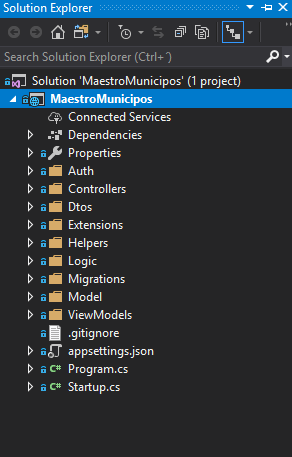 Solution Explorer
Search Solution Explorer (Ctrl+´)
Solution 'MaestroMunicipos' (1 project)
MaestroMunicipos
Connected Services
Dependencies
Properties
Auth
Controllers
Dtos
Extensions
Helpers
Logic
Migrations
Model
ViewModels
.gitignore
appsettings.json
C# Program.cs
C# Startup.cs